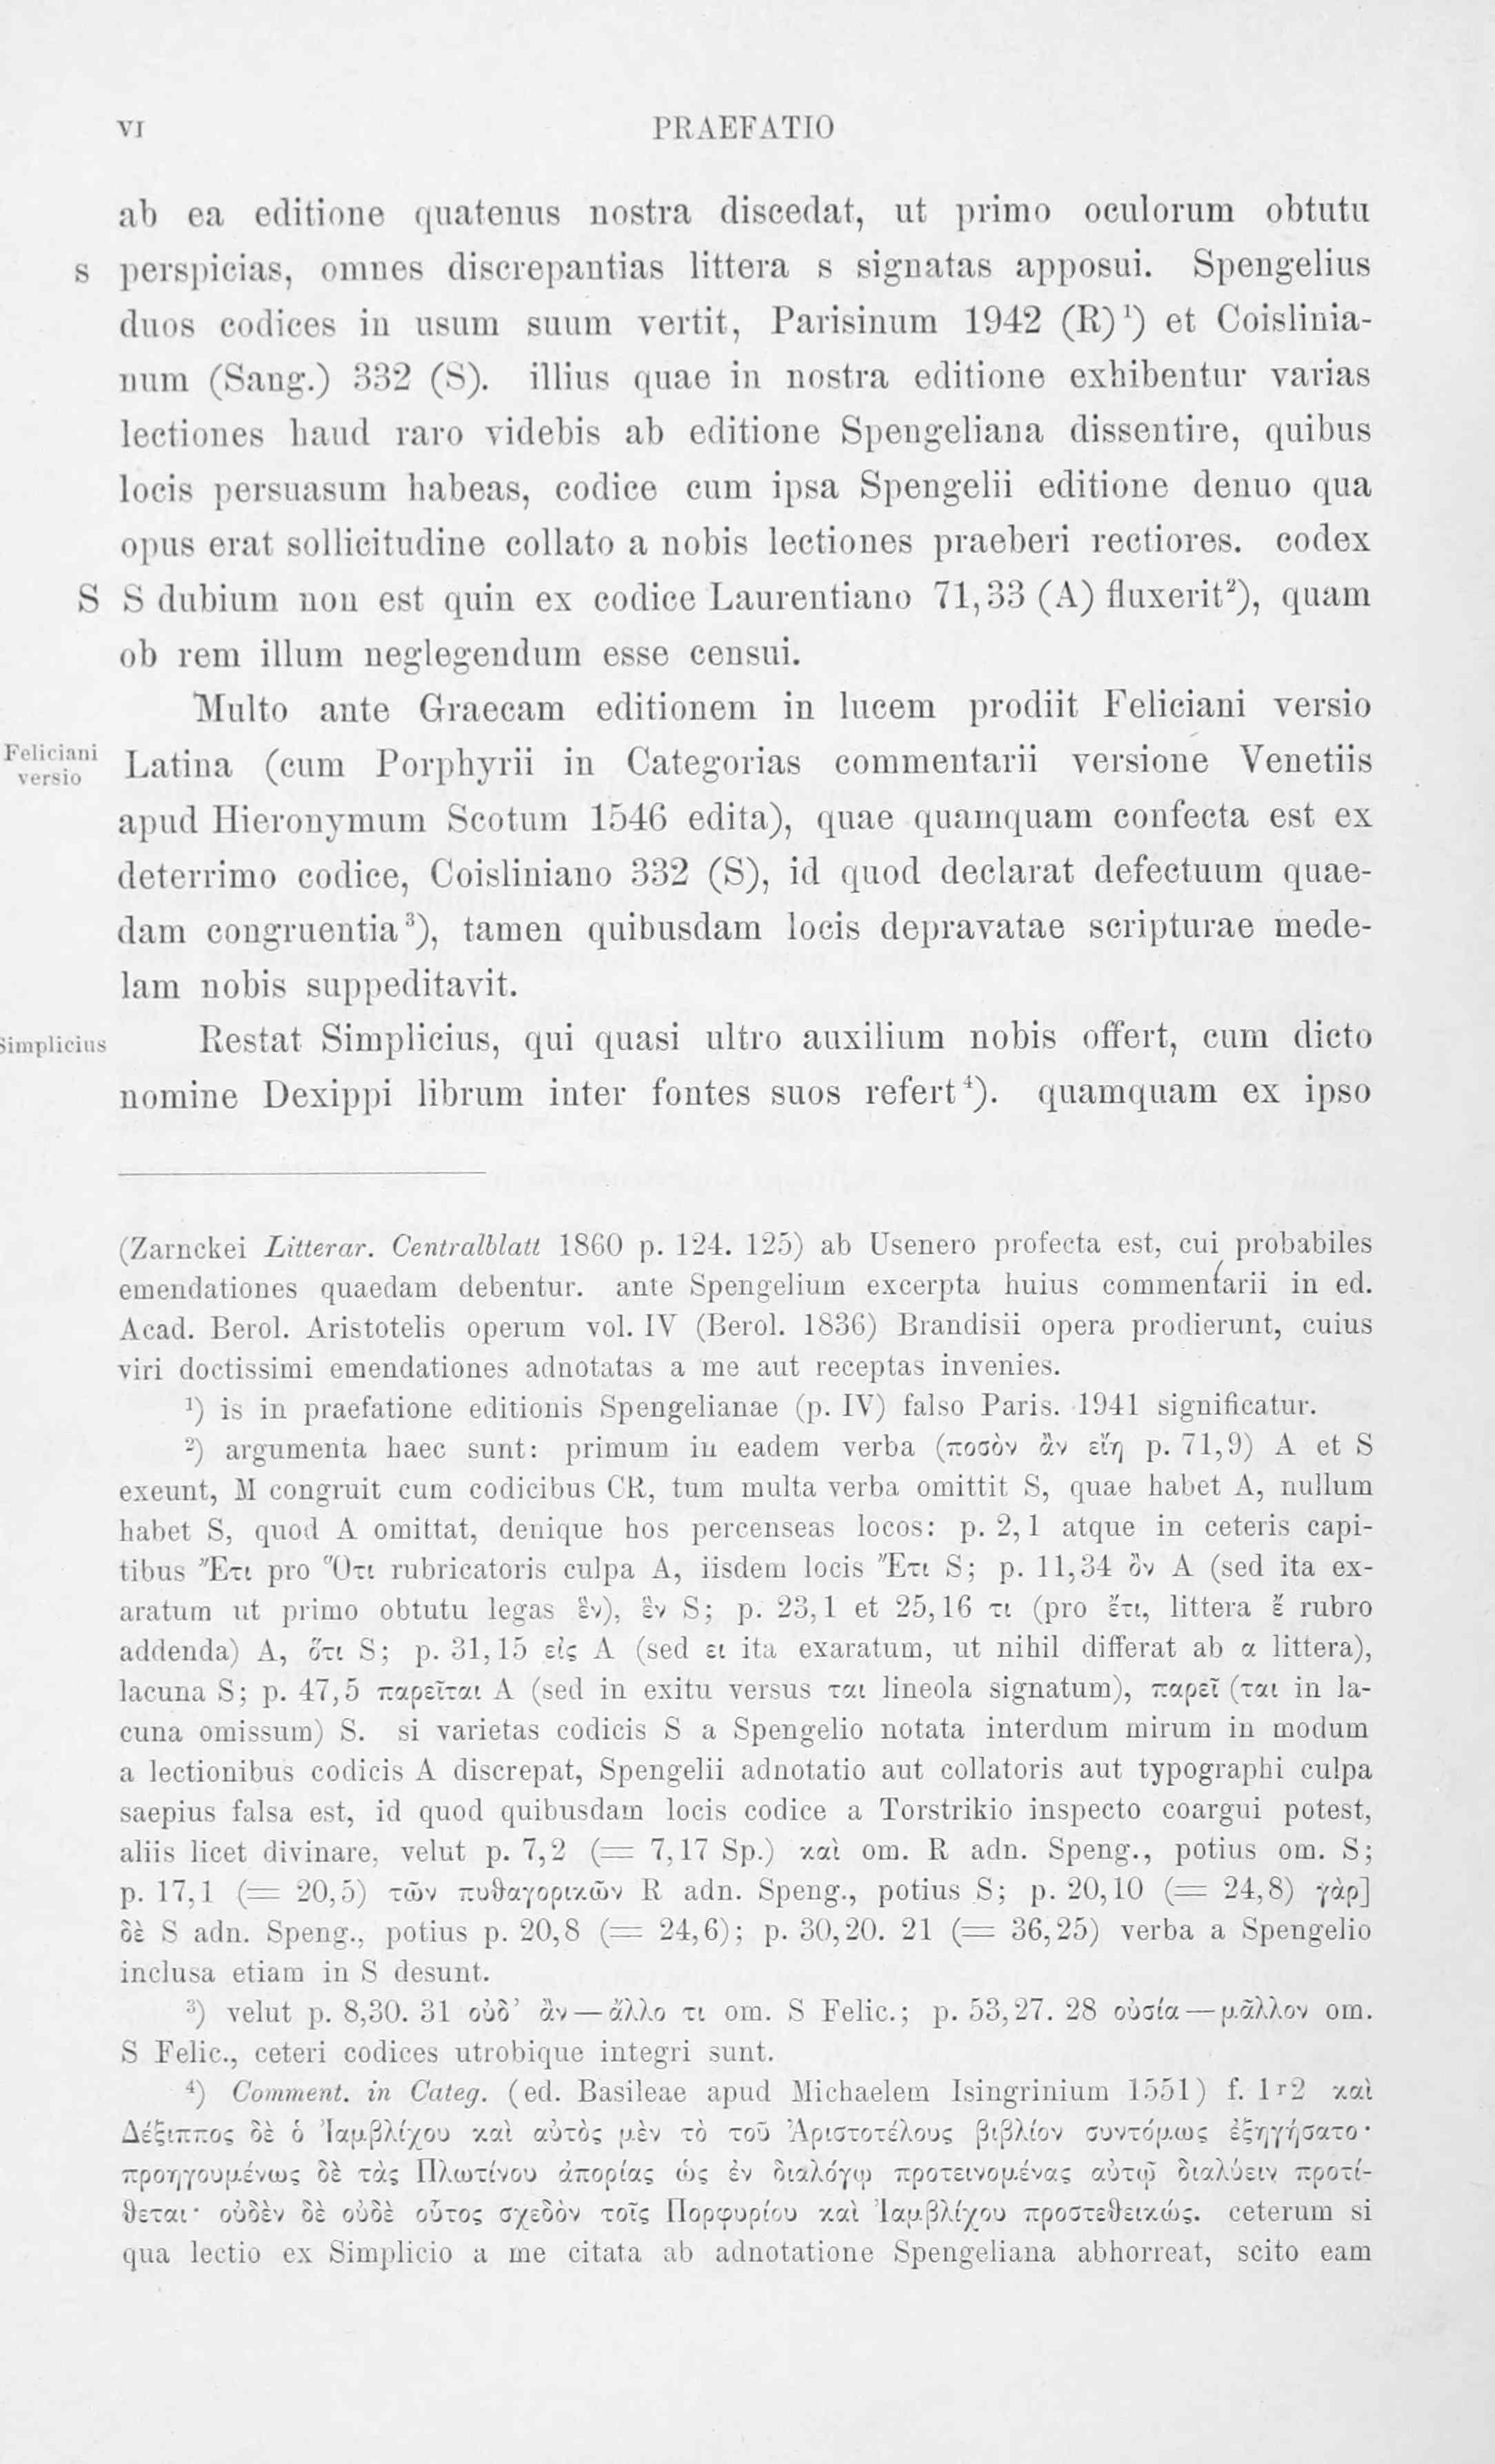 VI PRAEFATIO
ab ea editione quatenus nostra discedat, ut primo oculorum obtutu
s perspicias, omnes discrepantias littera s signatas apposui. Spengelius
duos codices in usum suum vertit, Parisinum 1942 (R)¹) et Coislinia-
num (Sang.) 332 (S). illius quae in nostra editione exhibentur varias
lectiones haud raro videbis ab editione Spengeliana dissentire, quibus
locis persuasum habeas, codice cum ipsa Spengelii editione denuo qua
opus erat sollicitudine collato a nobis lectiones praeberi rectiores. codex
S S dubium non est quin ex codice Laurentiano 71,33 (A) fluxerit²), quam
ob rem illum neglegendum esse censui.
Multo ante Graecam editionem in lucem prodiit Feliciani versio
Feliciani versio Latina (cum Porphyrii in Categorias commentarii versione Venetiis
apud Hieronymum Scotum 1546 edita), quae quamquam confecta est ex
deterrimo codice, Coisliniano 332 (S), id quod declarat defectuum quae-
dam congruentia³), tamen quibusdam locis depravatae scripturae mede-
lam nobis suppeditavit.
Simplicius Restat Simplicius, qui quasi ultro auxilium nobis offert, cum dicto
nomine Dexippi librum inter fontes suos refert⁴). quamquam ex ipso
(Zarnckei Litterar. Centralblatt 1860 p. 124. 125) ab Usenero profecta est, cui probabiles
emendationes quaedam debentur. ante Spengelium excerpta huius commentarii in ed.
Acad. Berol. Aristotelis operum vol. IV (Berol. 1836) Brandisii opera prodierunt, cuius
viri doctissimi emendationes adnotatas a me aut receptas invenies.
¹) is in praefatione editionis Spengelianae (p. IV) falso Paris. 1941 significatur.
²) argumenta haec sunt: primum in eadem verba (ποσὸν ἂν εἴη p. 71,9) A et S
exeunt, M congruit cum codicibus CR, tum multa verba omittit S, quae habet A, nullum
habet S, quod A omittat, denique hos percenseas locos: p. 2,1 atque in ceteris capi-
tibus Ἔτι pro Ὅτι rubricatoris culpa A, iisdem locis Ἔτι S; p. 11,34 ὃν A (sed ita ex-
aratum ut primo obtutu legas ἓν), ἓν S; p. 23,1 et 25,16 τι (pro ἔτι, littera ἔ rubro
addenda) A, ὅτι S; p. 31,15 εἰς A (sed ει ita exaratum, ut nihil differat ab α littera),
lacuna S; p. 47,5 παρεῖται A (sed in exitu versus ται lineola signatum), παρεῖ (ται in la-
cuna omissum) S. si varietas codicis S a Spengelio notata interdum mirum in modum
a lectionibus codicis A discrepat, Spengelii adnotatio aut collatoris aut typographi culpa
saepius falsa est, id quod quibusdam locis codice a Torstrikio inspecto coargui potest,
aliis licet divinare, velut p. 7,2 (= 7,17 Sp.) καὶ om. R adn. Speng., potius om. S;
p. 17,1 (= 20,5) τῶν πυθαγορικῶν R adn. Speng., potius S; p. 20,10 (= 24,8) γὰρ]
δὲ S adn. Speng., potius p. 20,8 (= 24,6); p. 30,20. 21 (= 36,25) verba a Spengelio
inclusa etiam in S desunt.
³) velut p. 8,30. 31 οὐδ’ ἂν — ἄλλο τι om. S Felic.; p. 53,27. 28 οὐσία — μᾶλλον om.
S Felic., ceteri codices utrobique integri sunt.
⁴) Comment. in Categ. (ed. Basileae apud Michaelem Isingrinium 1551) f. 1ʳ2 καὶ
Δέξιππος δὲ ὁ Ἰαμβλίχου καὶ αὐτὸς μὲν τὸ τοῦ Ἀριστοτέλους βιβλίον συντόμως ἐξηγήσατο·
προηγουμένως δὲ τὰς Πλωτίνου ἀπορίας ὡς ἐν διαλόγῳ προτεινομένας αὐτῷ διαλύειν προτί-
θεται· οὐδὲν δὲ οὐδὲ οὗτος σχεδὸν τοῖς Πορφυρίου καὶ Ἰαμβλίχου προστεθεικώς. ceterum si
qua lectio ex Simplicio a me citata ab adnotatione Spengeliana abhorreat, scito eam